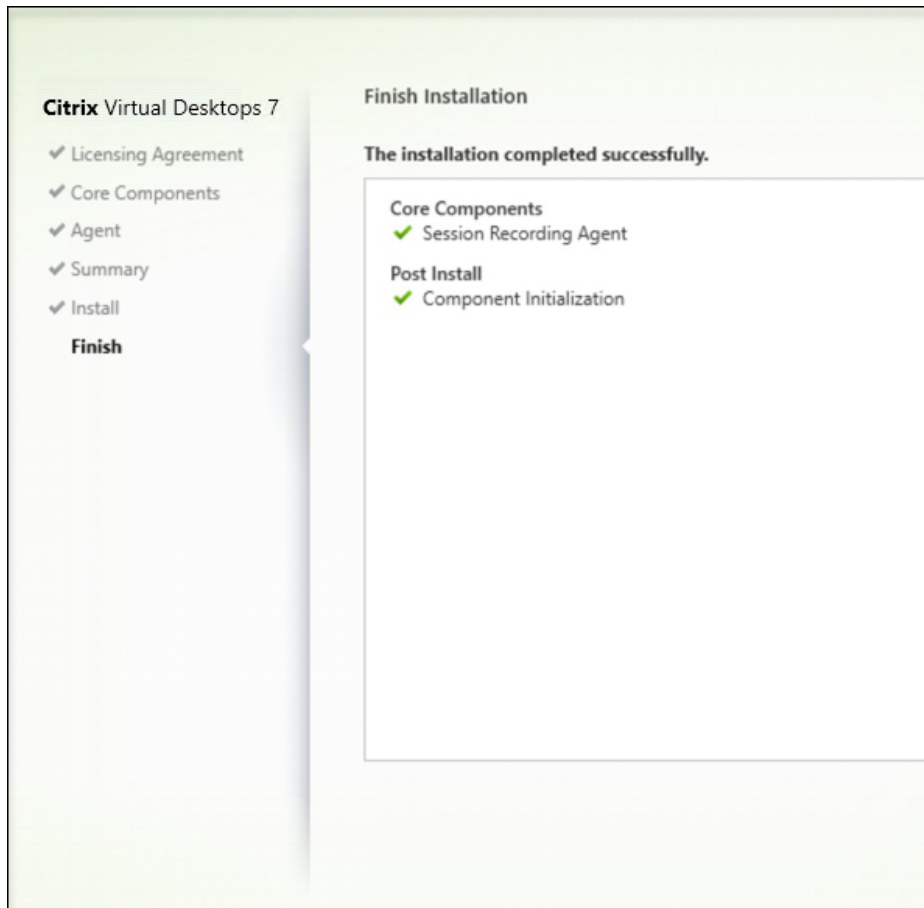 Citrix Virtual Desktops 7
Licensing Agreement
Core Components
Agent
Summary
Install
Finish
Finish Installation
The installation completed successfully.
Core Components
Session Recording Agent
Post Install
Component Initialization